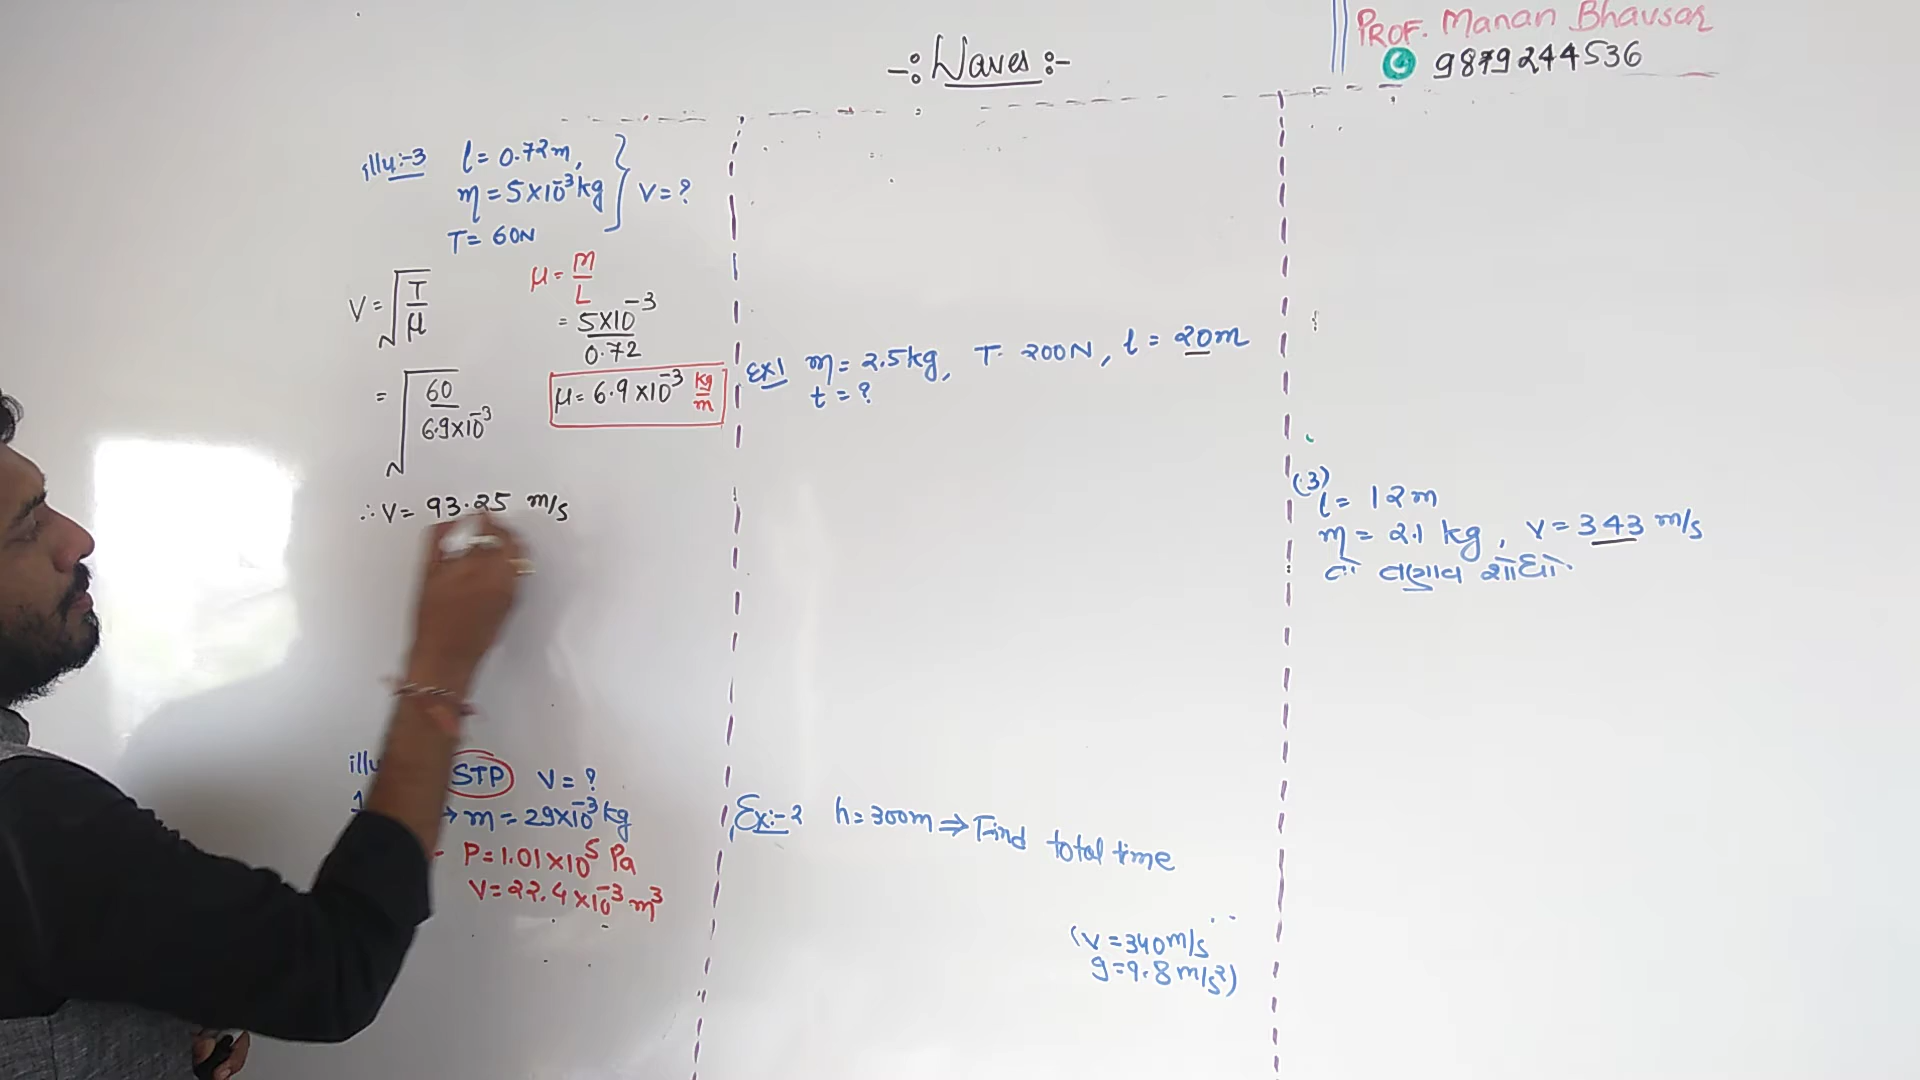 -: Waves :-
PROF. Manan Bhavsar
9879244536
illu:-3 l = 0.72m,
m = 5×10⁻³ kg } v = ?
T = 60N
V = √(T/μ)
μ = M/L
= 5×10⁻³/0.72
μ = 6.9×10⁻³ kg/m
= √(60/6.9×10⁻³)
∴ v = 93.25 m/s
illu STP v = ?
→ m = 29×10⁻³ kg
- P = 1.01×10⁵ Pa
V = 22.4×10⁻³ m³
Ex1 m = 2.5kg, T = 200N, l = 20m
t = ?
Ex:-2 h = 300m ⇒ Find total time
(v = 340m/s
g = 9.8 m/s²)
(3)
l = 12m
m = 2.1 kg, v = 343 m/s
તો તણાવ શોધો.